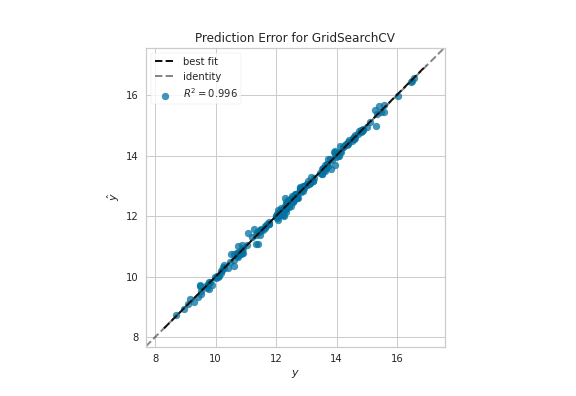 Prediction Error for GridSearchCV
best fit
identity
R² = 0.996
16
14
12
10
8
ŷ
8 10 12 14 16
y